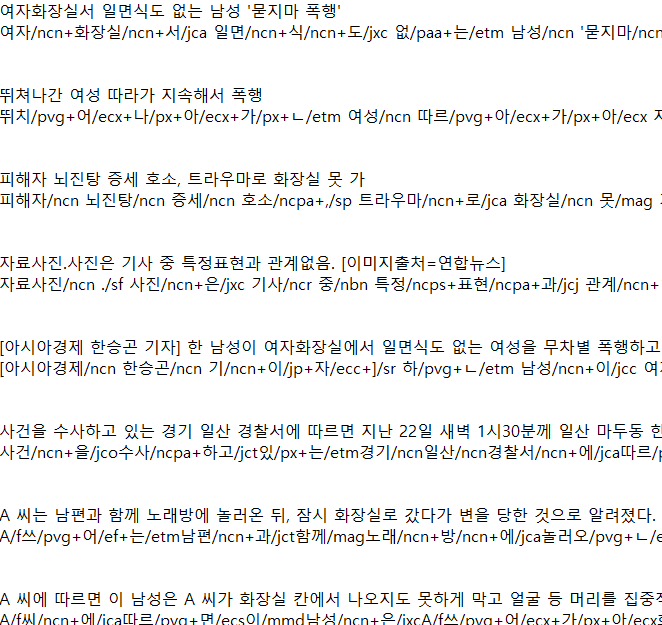 여자화장실서 일면식도 없는 남성 '묻지마 폭행'
여자/ncn+화장실/ncn+서/jca 일면/ncn+식/ncn+도/jxc 없/paa+는/etm 남성/ncn '묻지마/ncn
뛰쳐나간 여성 따라가 지속해서 폭행
뛰치/pvg+어/ecx+나/px+아/ecx+가/px+ㄴ/etm 여성/ncn 따르/pvg+아/ecx+가/px+아/ecx
피해자 뇌진탕 증세 호소, 트라우마로 화장실 못 가
피해자/ncn 뇌진탕/ncn 증세/ncn 호소/ncpa+,/sp 트라우마/ncn+로/jca 화장실/ncn 못/mag
자료사진.사진은 기사 중 특정표현과 관계없음. [이미지출처=연합뉴스]
자료사진/ncn ./sf 사진/ncn+은/jxc 기사/ncr 중/nbn 특정/ncps+표현/ncpa+과/jcj 관계/ncn+
[아시아경제 한승곤 기자] 한 남성이 여자화장실에서 일면식도 없는 여성을 무차별 폭행하고
[아시아경제/ncn 한승곤/ncn 기/ncn+이/jp+자/ecc+]/sr 하/pvg+ㄴ/etm 남성/ncn+이/jcc 여
사건을 수사하고 있는 경기 일산 경찰서에 따르면 지난 22일 새벽 1시30분께 일산 마두동 한
사건/ncn+을/jco수사/ncpa+하고/jct있/px+는/etm경기/ncn일산/ncn경찰서/ncn+에/jca따르/p
A 씨는 남편과 함께 노래방에 놀러온 뒤, 잠시 화장실로 갔다가 변을 당한 것으로 알려졌다.
A/f쓰/pvg+어/ef+는/etm남편/ncn+과/jct함께/mag노래/ncn+방/ncn+에/jca놀러오/pvg+ㄴ/e
A 씨에 따르면 이 남성은 A 씨가 화장실 칸에서 나오지도 못하게 막고 얼굴 등 머리를 집중적
A/f씨/ncn+에/jca따르/pvg+면/ecs이/mmd남성/ncn+은/jxcA/f쓰/pvg+어/ecx+가/px+아/ecx화